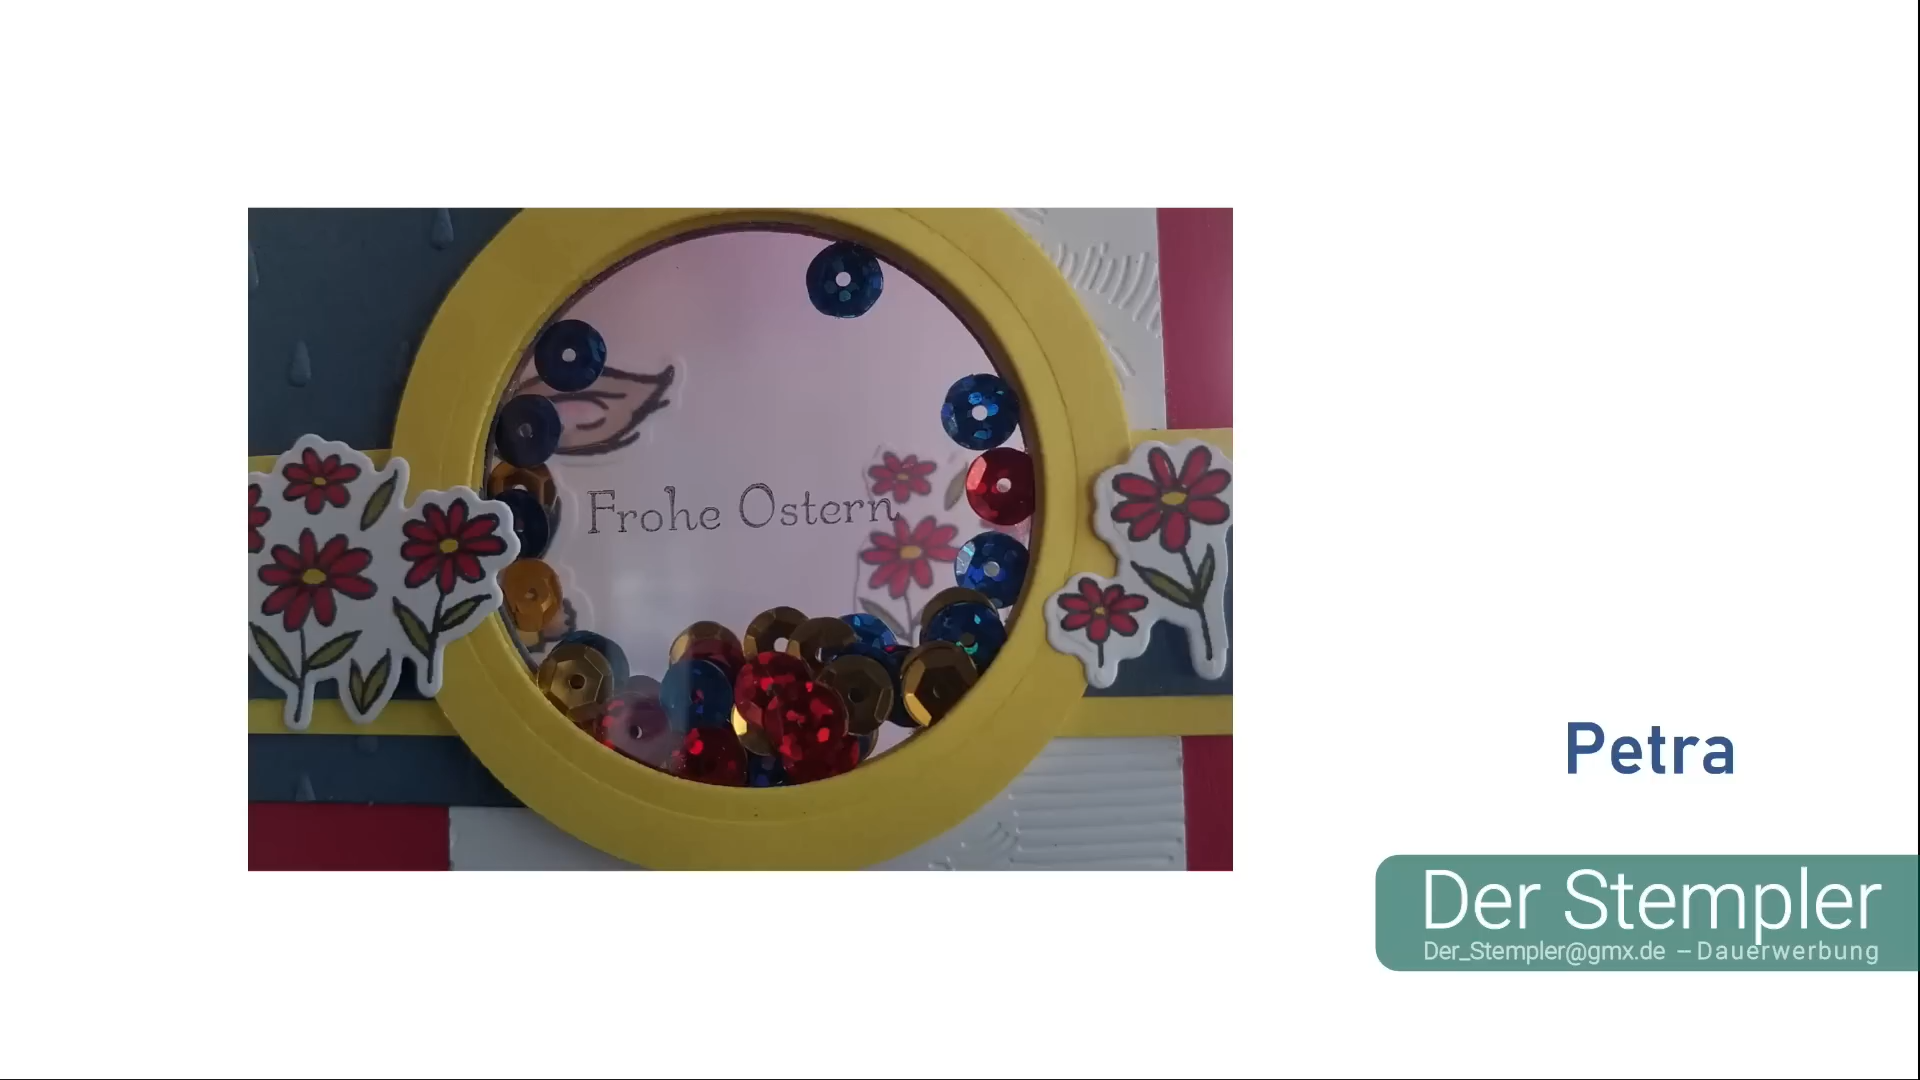 Frohe Ostern
Petra
Der Stempler
Der_Stempler@gmx.de – Dauerwerbung